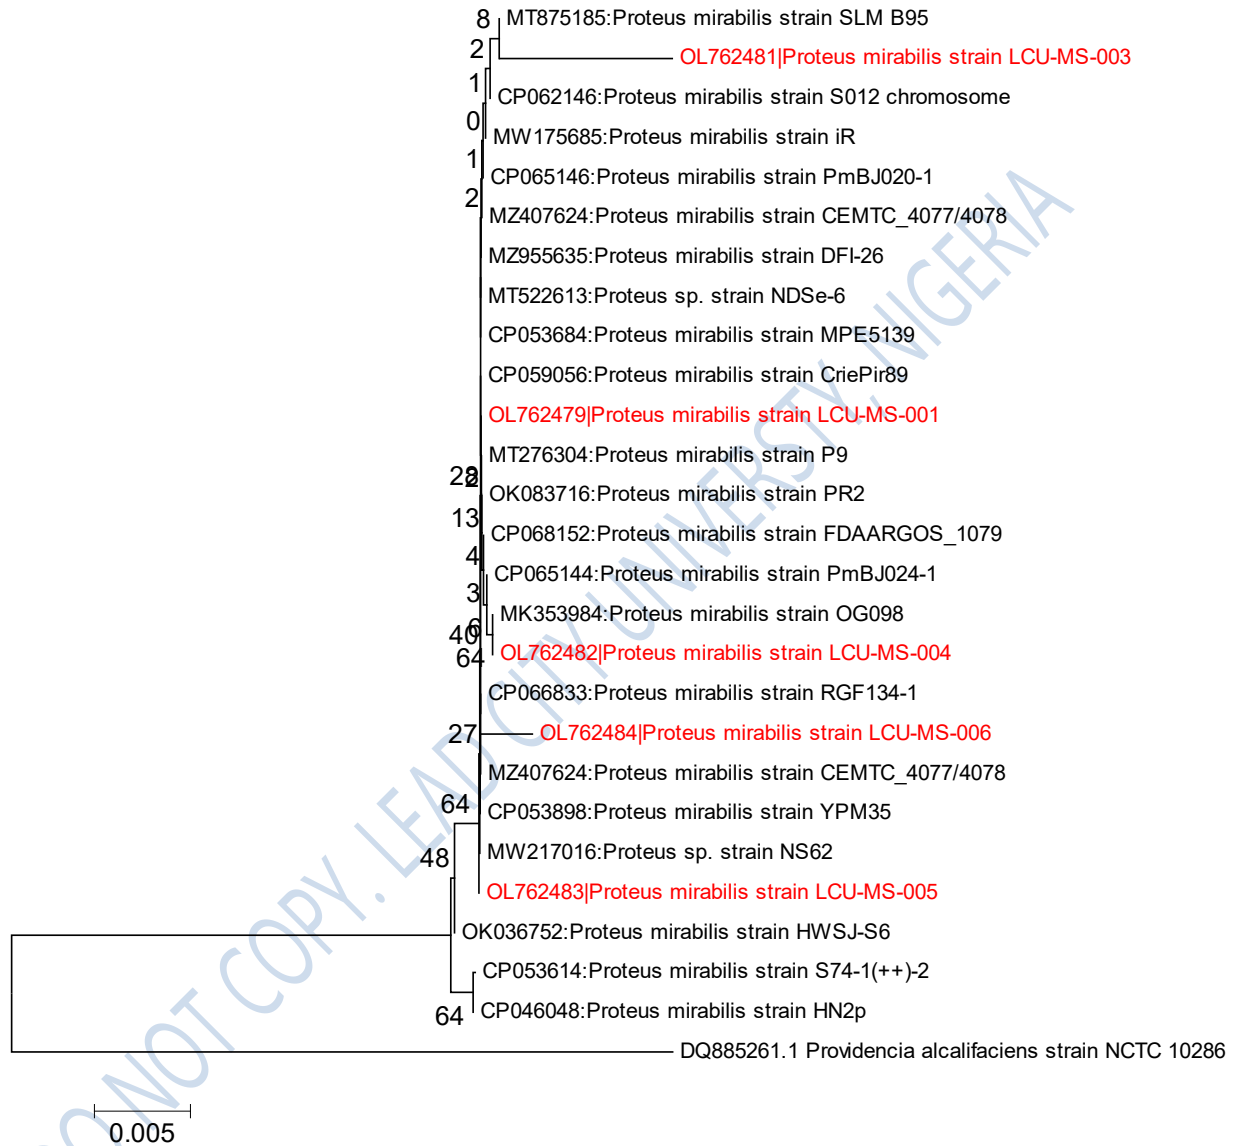 8 MT875185:Proteus mirabilis strain SLM B95
2 OL762481|Proteus mirabilis strain LCU-MS-003
1 CP062146:Proteus mirabilis strain S012 chromosome
0 MW175685:Proteus mirabilis strain iR
1 CP065146:Proteus mirabilis strain PmBJ020-1
2 MZ407624:Proteus mirabilis strain CEMTC_4077/4078
MZ955635:Proteus mirabilis strain DFI-26
MT522613:Proteus sp. strain NDSe-6
CP053684:Proteus mirabilis strain MPE5139
CP059056:Proteus mirabilis strain CriePir89
OL762479|Proteus mirabilis strain LCU-MS-001
MT276304:Proteus mirabilis strain P9
OK083716:Proteus mirabilis strain PR2
13 CP068152:Proteus mirabilis strain FDAARGOS_1079
4 CP065144:Proteus mirabilis strain PmBJ024-1
3 MK353984:Proteus mirabilis strain OG098
40
64 OL762482|Proteus mirabilis strain LCU-MS-004
CP066833:Proteus mirabilis strain RGF134-1
27 OL762484|Proteus mirabilis strain LCU-MS-006
MZ407624:Proteus mirabilis strain CEMTC_4077/4078
64 CP053898:Proteus mirabilis strain YPM35
48 MW217016:Proteus sp. strain NS62
OL762483|Proteus mirabilis strain LCU-MS-005
OK036752:Proteus mirabilis strain HWSJ-S6
CP053614:Proteus mirabilis strain S74-1(++)-2
64 CP046048:Proteus mirabilis strain HN2p
DQ885261.1 Providencia alcalifaciens strain NCTC 10286
0.005
NOT COPY. LEAD CITY UNIVERSTY, NIGERIA